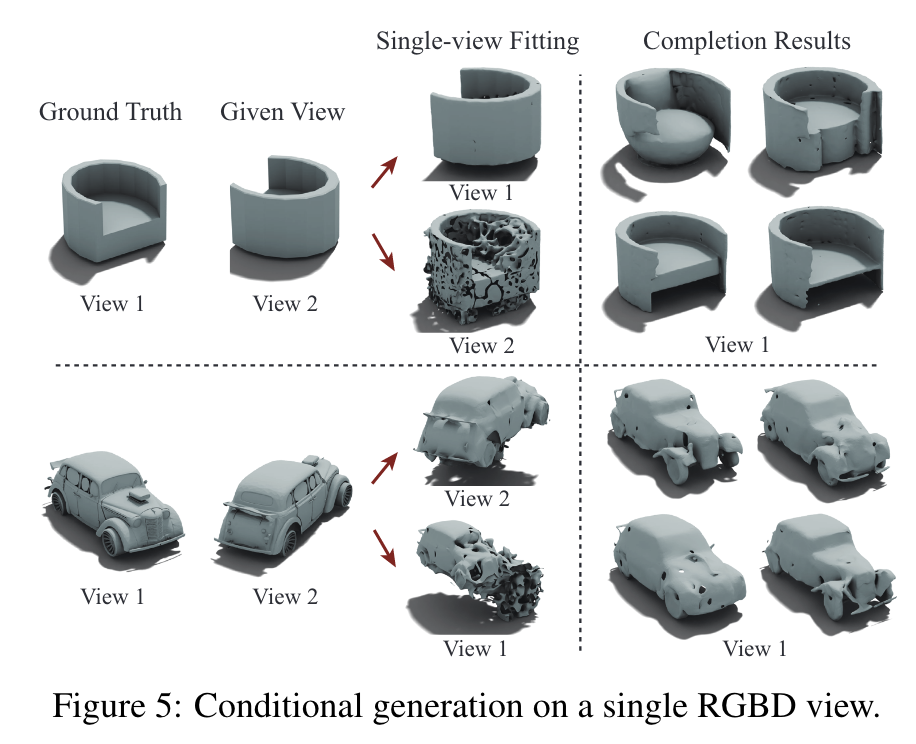 Single-view Fitting
Completion Results
Ground Truth
Given View
View 1
View 1
View 2
View 2
View 1
View 2
View 1
View 2
View 1
View 1
Figure 5: Conditional generation on a single RGBD view.